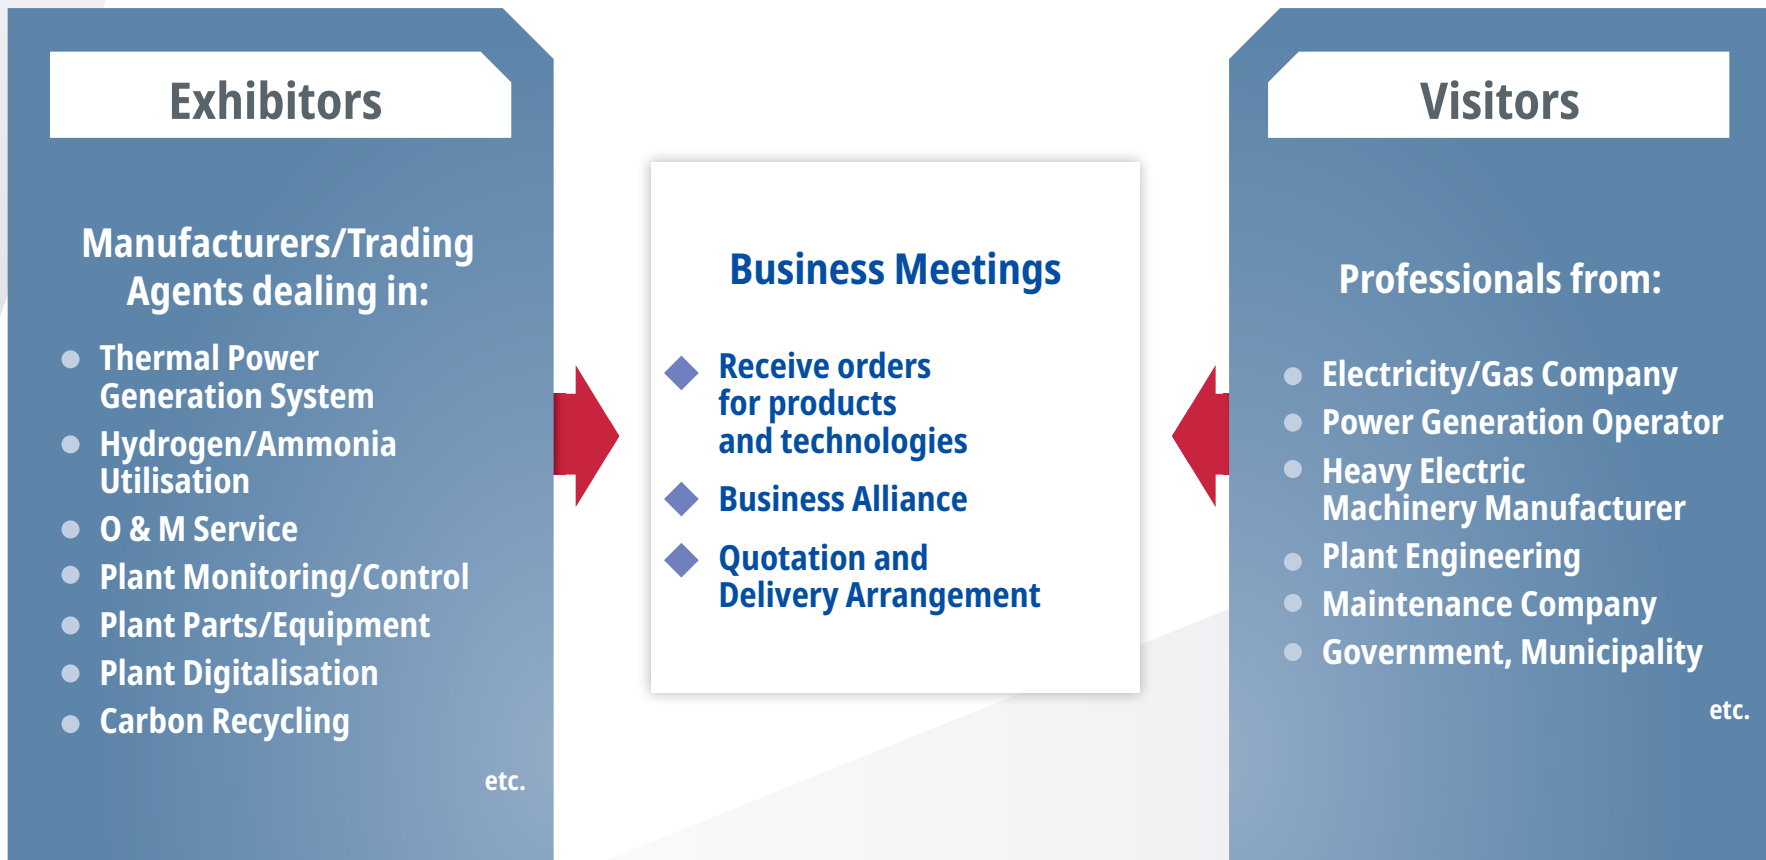 Exhibitors
Manufacturers/Trading
Agents dealing in:
Thermal Power
Generation System
Hydrogen/Ammonia
Utilisation
O & M Service
Plant Monitoring/Control
Plant Parts/Equipment
Plant Digitalisation
Carbon Recycling
etc.
Business Meetings
Receive orders
for products
and technologies
Business Alliance
Quotation and
Delivery Arrangement
Visitors
Professionals from:
Electricity/Gas Company
Power Generation Operator
Heavy Electric
Machinery Manufacturer
Plant Engineering
Maintenance Company
Government, Municipality
etc.